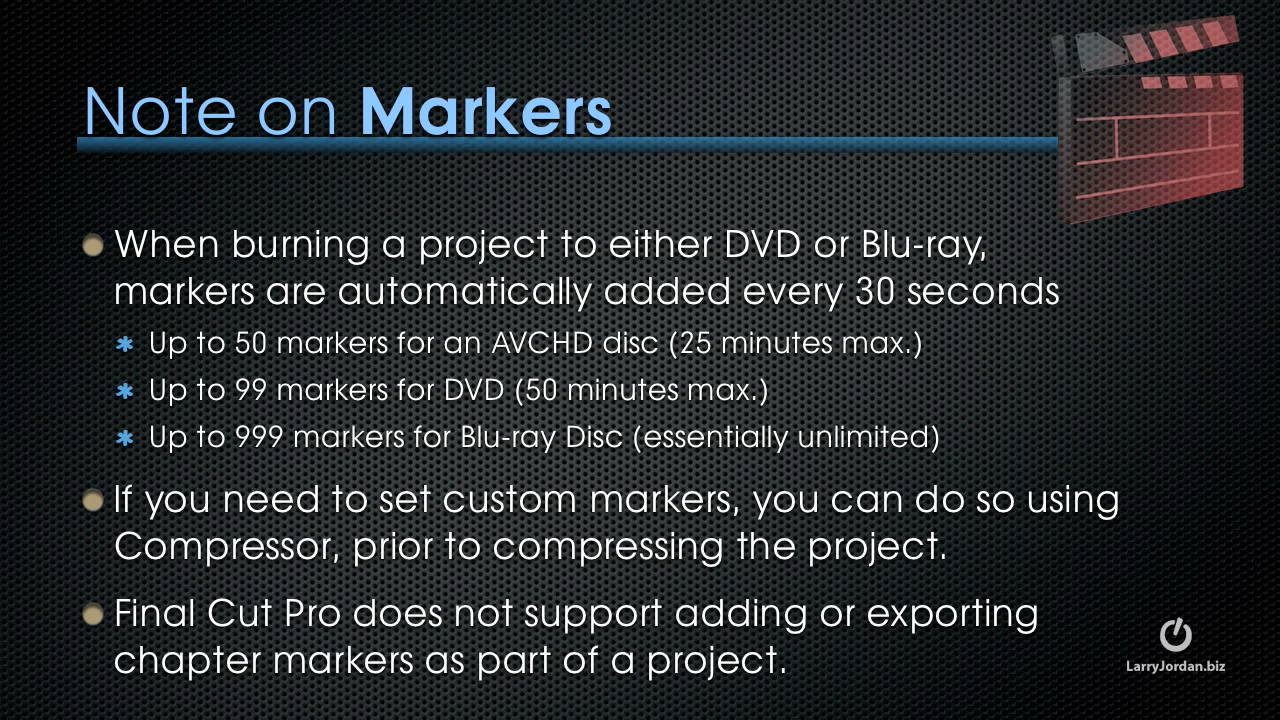 Note on Markers
When burning a project to either DVD or Blu-ray,
markers are automatically added every 30 seconds
Up to 50 markers for an AVCHD disc (25 minutes max.)
Up to 99 markers for DVD (50 minutes max.)
Up to 999 markers for Blu-ray Disc (essentially unlimited)
If you need to set custom markers, you can do so using
Compressor, prior to compressing the project.
Final Cut Pro does not support adding or exporting
chapter markers as part of a project.
LarryJordan.biz